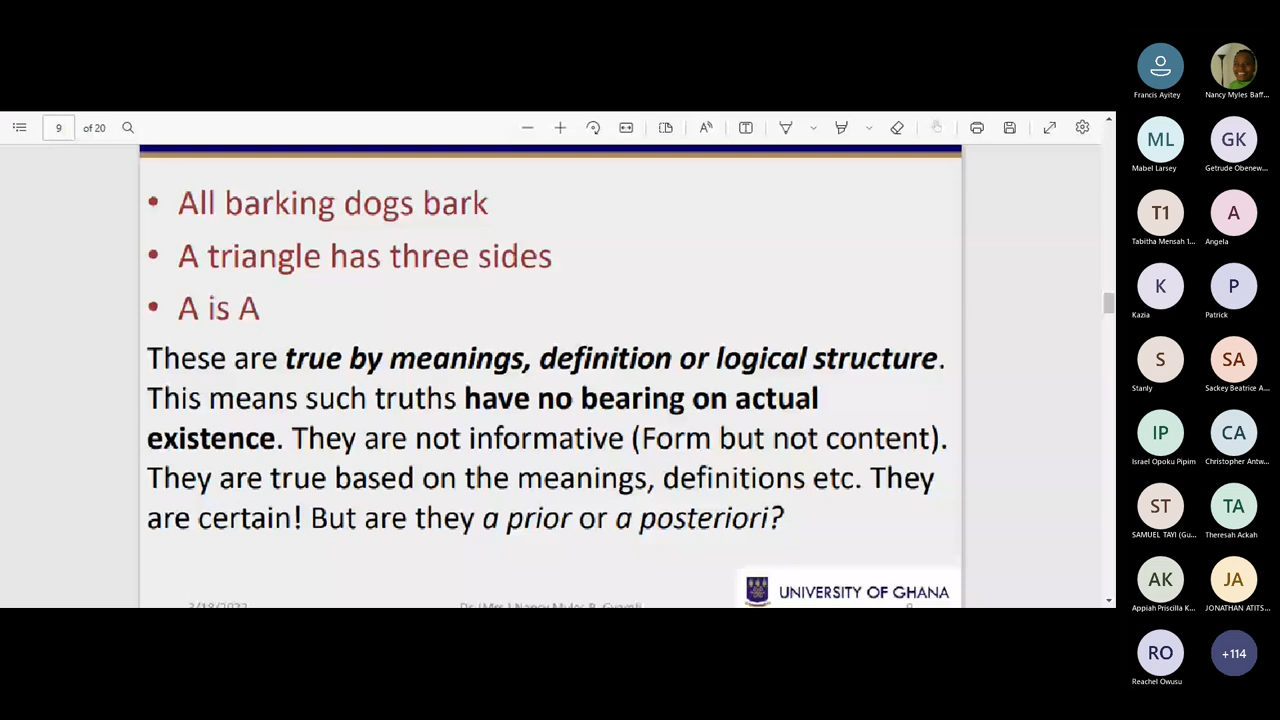 9 of 20
• All barking dogs bark
• A triangle has three sides
• A is A
These are true by meanings, definition or logical structure.
This means such truths have no bearing on actual
existence. They are not informative (Form but not content).
They are true based on the meanings, definitions etc. They
are certain! But are they a prior or a posteriori?
UNIVERSITY OF GHANA
Francis Ayitey
Nancy Myles Baff...
ML
GK
Mabel Larsey
Getrude Obenew...
T1
A
Tabitha Mensah 1...
Angela
K
P
Kazia
Patrick
S
SA
Stanly
Sackey Beatrice A...
IP
CA
Israel Opoku Pipim
Christopher Antw...
ST
TA
SAMUEL TAYI (Gu...
Theresah Ackah
AK
JA
Appiah Priscilla K...
JONATHAN ATITS...
RO
+114
Reachel Owusu